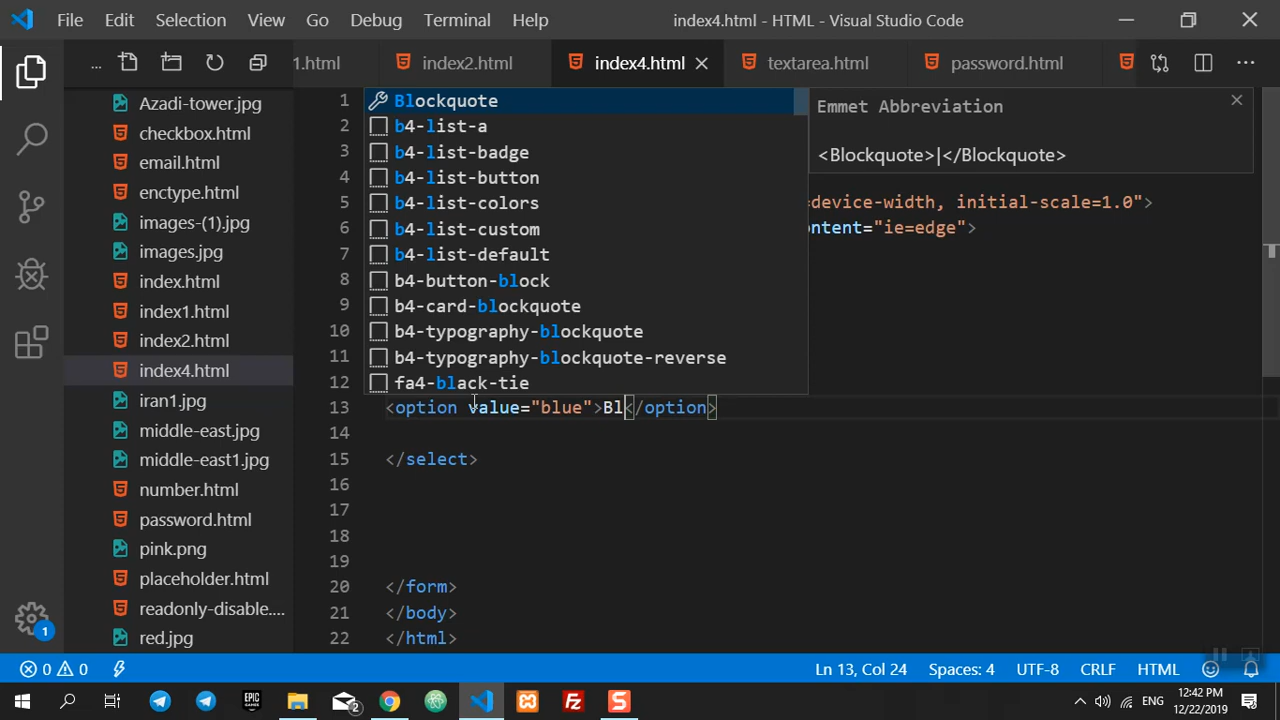 File Edit Selection View Go Debug Terminal Help
index4.html - HTML - Visual Studio Code
... 1.html index2.html index4.html textarea.html password.html ...
Azadi-tower.jpg
checkbox.html
email.html
enctype.html
images-(1).jpg
images.jpg
index.html
index1.html
index2.html
index4.html
iran1.jpg
middle-east.jpg
middle-east1.jpg
number.html
password.html
pink.png
placeholder.html
readonly-disable....
red.jpg
1
2
3
4
5
6
7
8
9
10
11
12
13
14
15
16
17
18
19
20
21
22
Blockquote
b4-list-a
b4-list-badge
b4-list-button
b4-list-colors
b4-list-custom
b4-list-default
b4-button-block
b4-card-blockquote
b4-typography-blockquote
b4-typography-blockquote-reverse
fa4-black-tie
Emmet Abbreviation
<Blockquote>|</Blockquote>
=device-width, initial-scale=1.0">
ontent="ie=edge">
<option value="blue">Bl</option>
</select>
</form>
</body>
</html>
1
0 0 Ln 13, Col 24 Spaces: 4 UTF-8 CRLF HTML
EPIC GAMES 2 S ENG 12:42 PM
12/22/2019